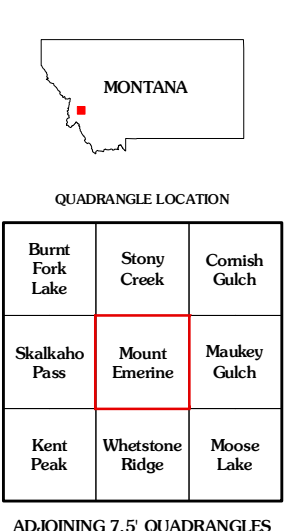 MONTANA
QUADRANGLE LOCATION
Burnt
Fork
Lake
Stony
Creek
Cornish
Gulch
Skalkaho
Pass
Mount
Emerine
Maukey
Gulch
Kent
Peak
Whetstone
Ridge
Moose
Lake
ADJOINING 7.5' QUADRANGLES